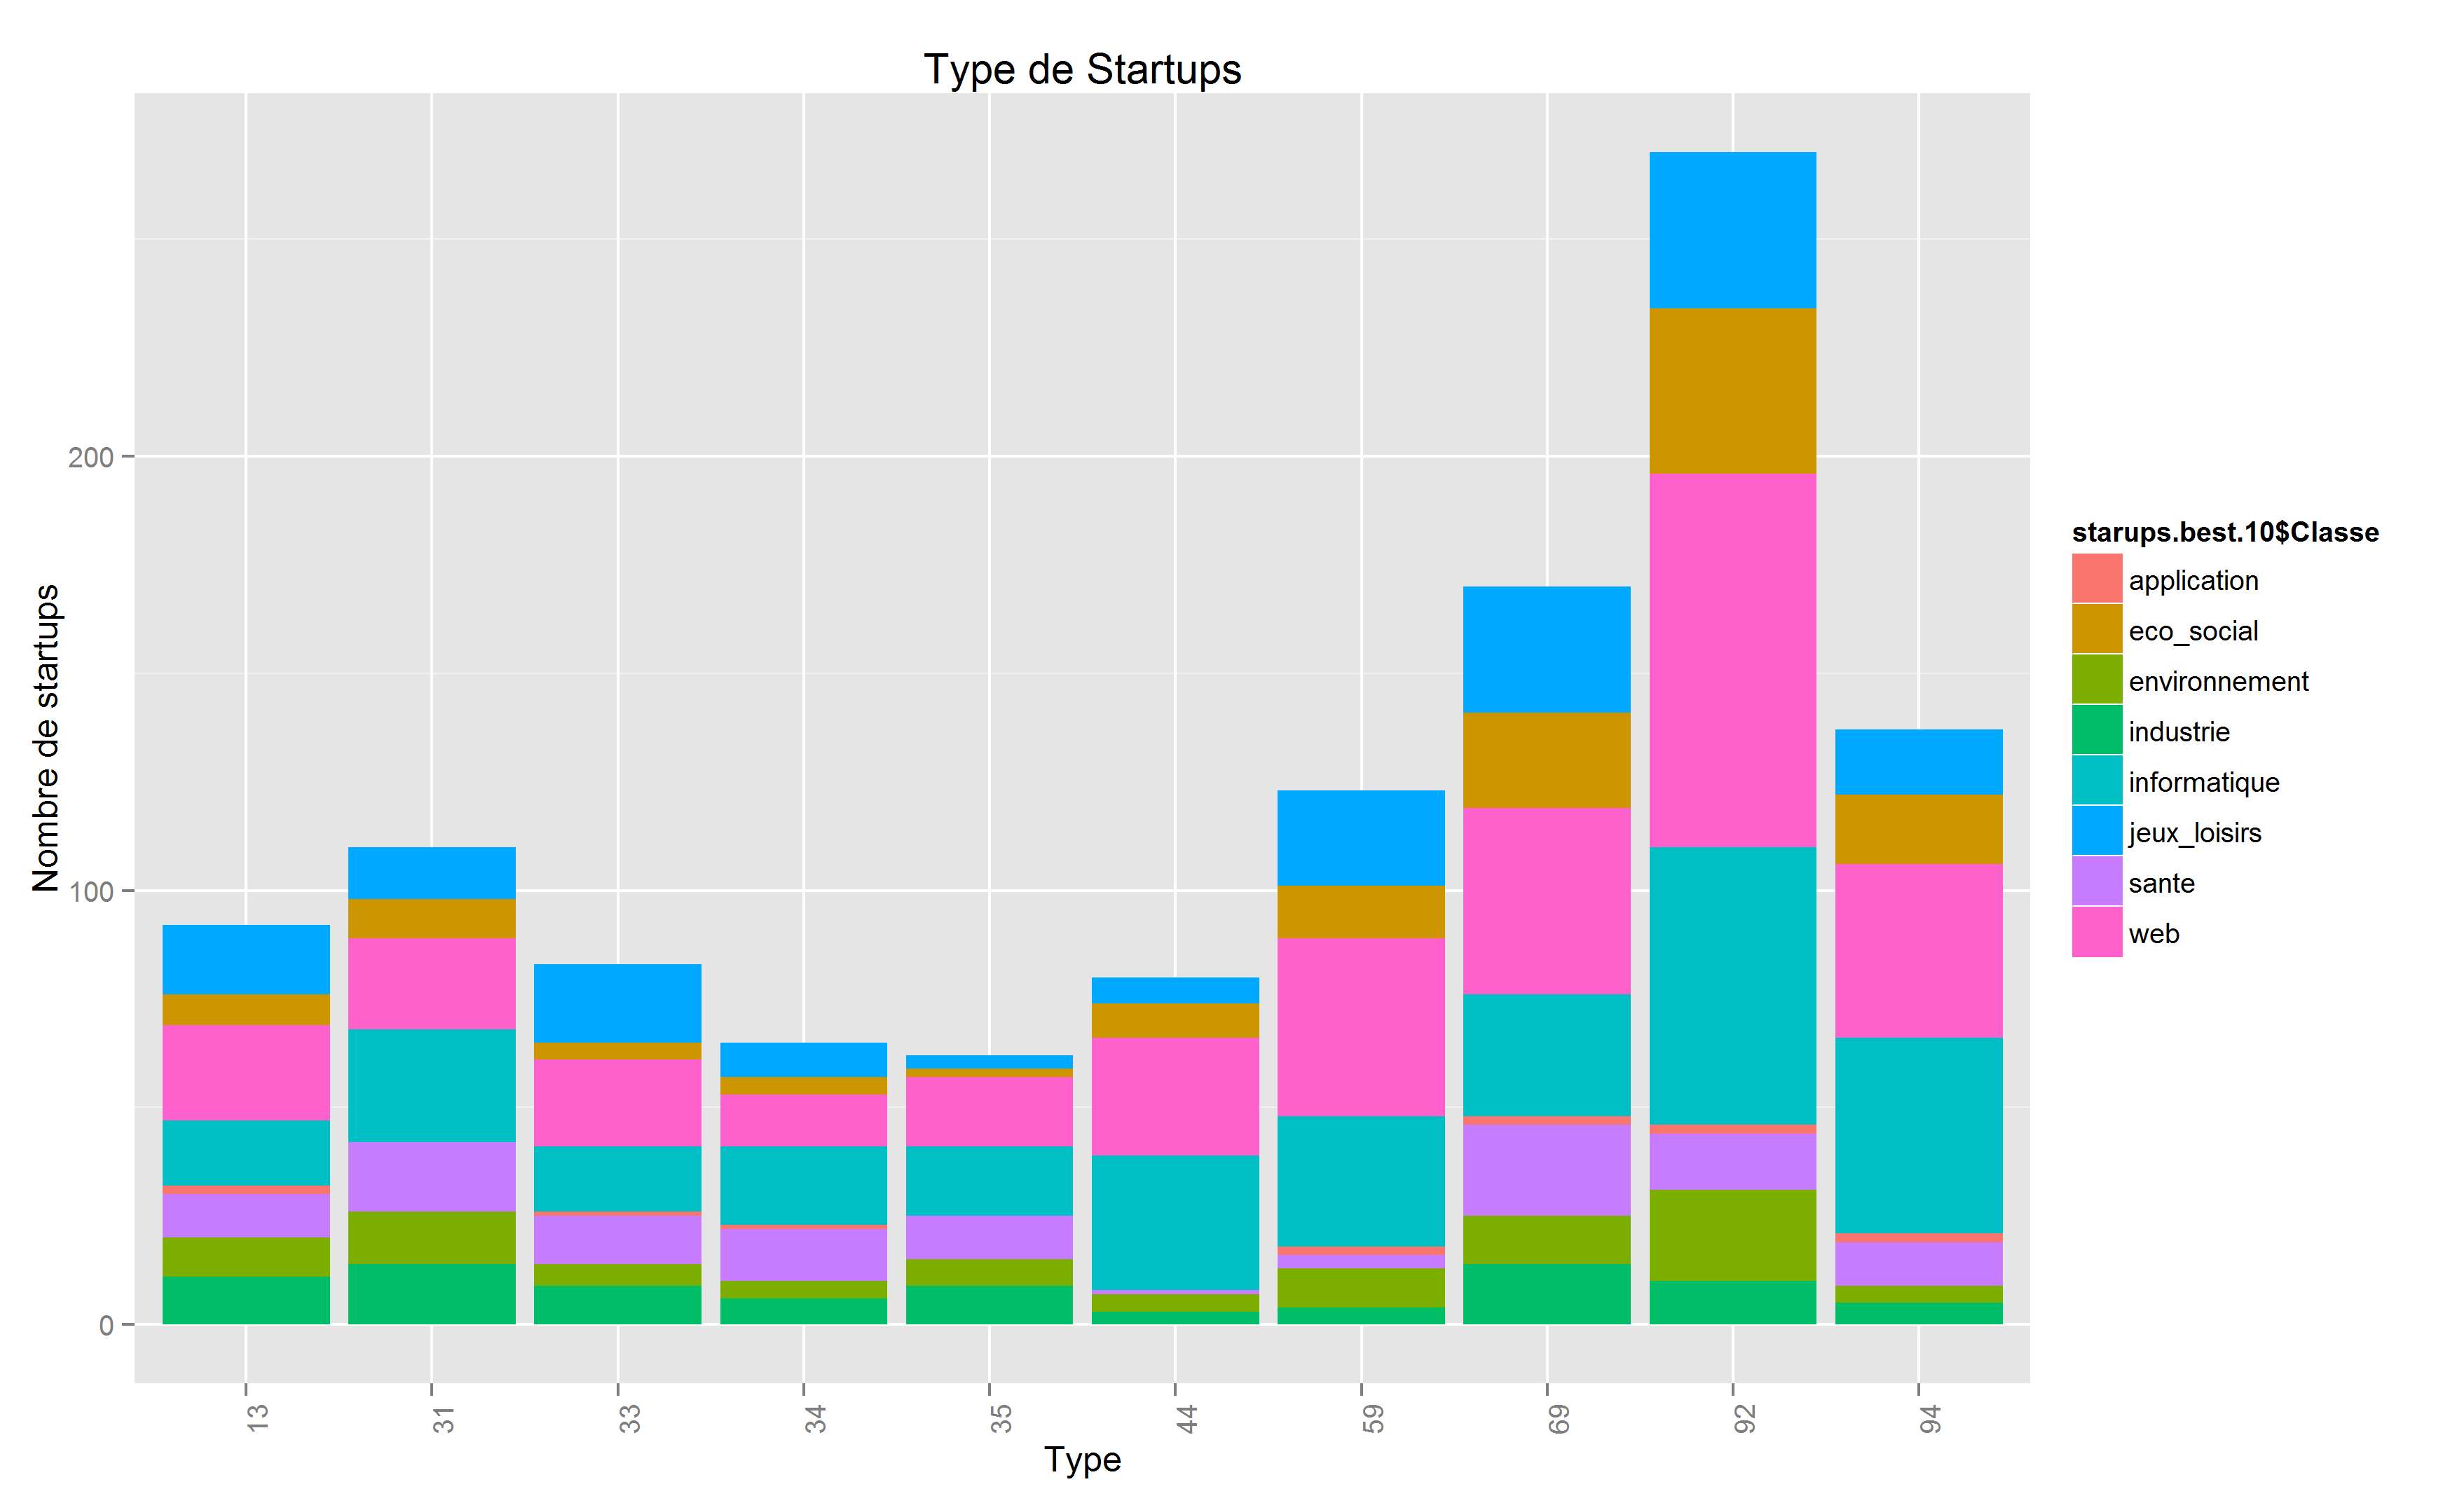 Type de Startups
Nombre de startups
200
100
0
13 31 33 34 35 44 59 69 92 94
Type
starups.best.10$Classe
application
eco_social
environnement
industrie
informatique
jeux_loisirs
sante
web